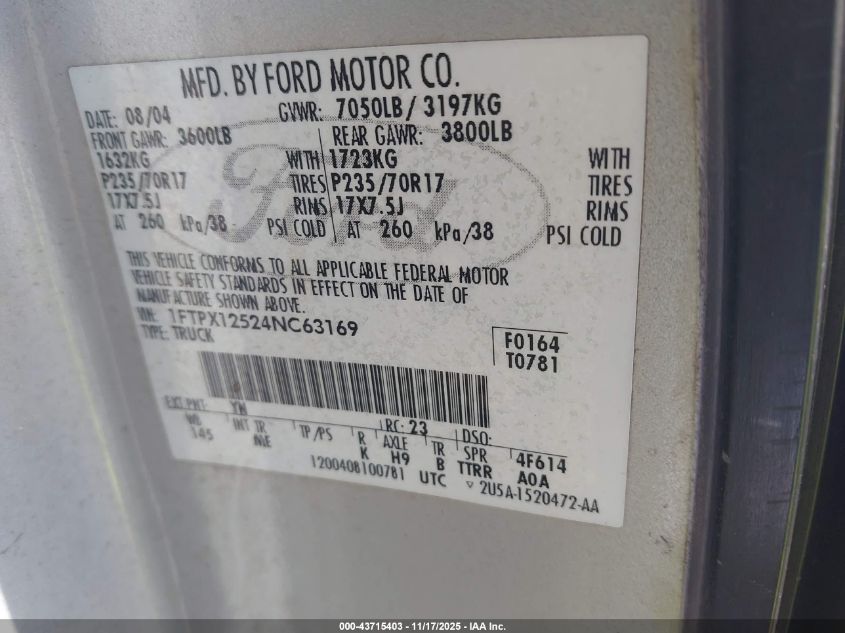 MFD. BY FORD MOTOR CO.
DATE: 08/04 GVWR: 7050LB/ 3197KG
FRONT GAWR: 3600LB REAR GAWR: 3800LB
1632KG WITH 1723KG WITH
P235/70R17 TIRES P235/70R17 TIRES
17X7.5J RIMS 17X7.5J RIMS
AT 260 kPa/38 PSI COLD AT 260 kPa/38 PSI COLD
Ford
THIS VEHICLE CONFORMS TO ALL APPLICABLE FEDERAL MOTOR
VEHICLE SAFETY STANDARDS IN EFFECT ON THE DATE OF
MANUFACTURE SHOWN ABOVE.
VIN: 1FTPX12524NC63169
TYPE: TRUCK
F0164
T0781
EXT PNT: YN RC: 23 DSO:
WB INT TR TP/PS R AXLE TR SPR 4F614
145 ME K H9 B TTRR AOA
1200408100781 UTC ▽ 2U5A-1520472-AA
000-43715403 - 11/17/2025 - IAA Inc.